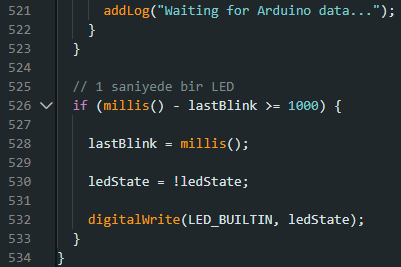 521 addLog("Waiting for Arduino data...");
522 }
523 }
524
525 // 1 saniyede bir LED
526 if (millis() - lastBlink >= 1000) {
527
528 lastBlink = millis();
529
530 ledState = !ledState;
531
532 digitalWrite(LED_BUILTIN, ledState);
533 }
534 }